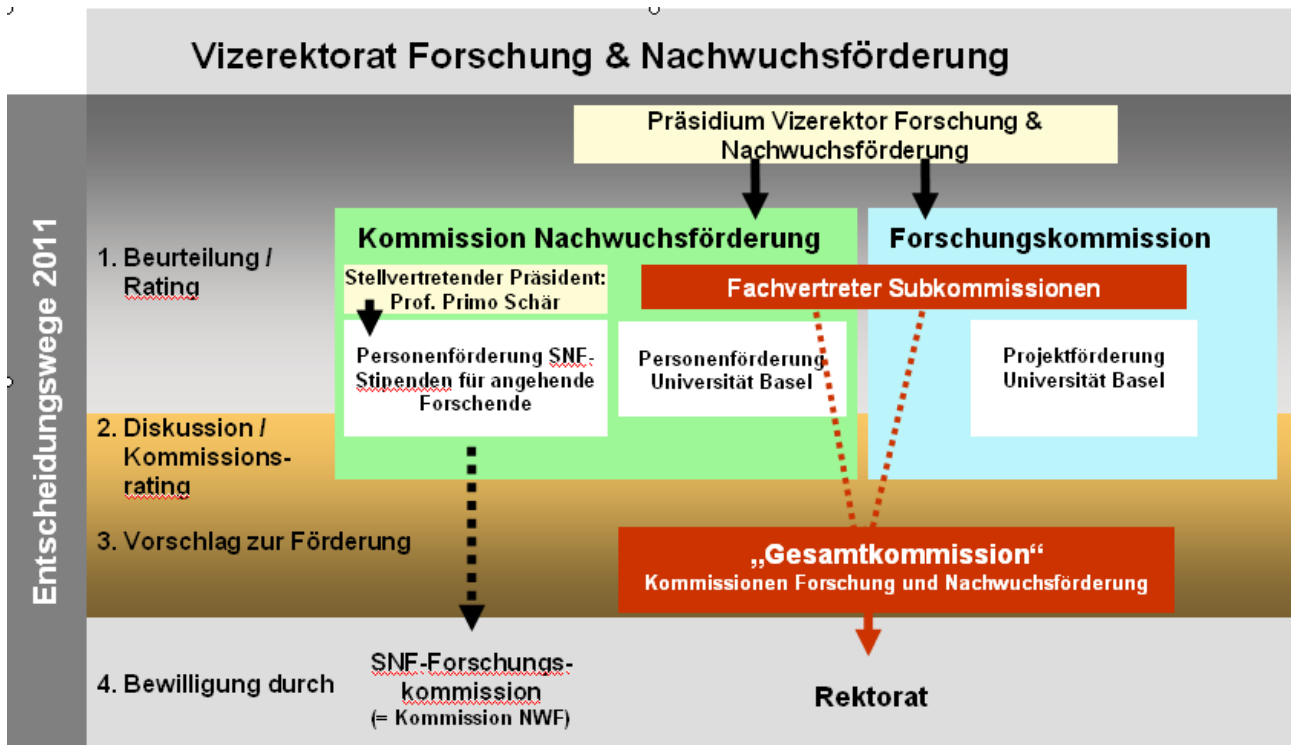 Vizerektorat Forschung & Nachwuchsförderung
Entscheidungswege 2011
Präsidium Vizerektor Forschung &
Nachwuchsförderung
1. Beurteilung /
Rating
Kommission Nachwuchsförderung
Stellvertretender Präsident:
Prof. Primo Schär
Personenförderung SNF-
Stipenden für angehende
Forschende
Personenförderung
Universität Basel
Forschungskommission
Fachvertreter Subkommissionen
Projektförderung
Universität Basel
2. Diskussion /
Kommissions-
rating
3. Vorschlag zur Förderung
„Gesamtkommission“
Kommissionen Forschung und Nachwuchsförderung
4. Bewilligung durch
SNF-Forschungs-
kommission
(= Kommission NWF)
Rektorat